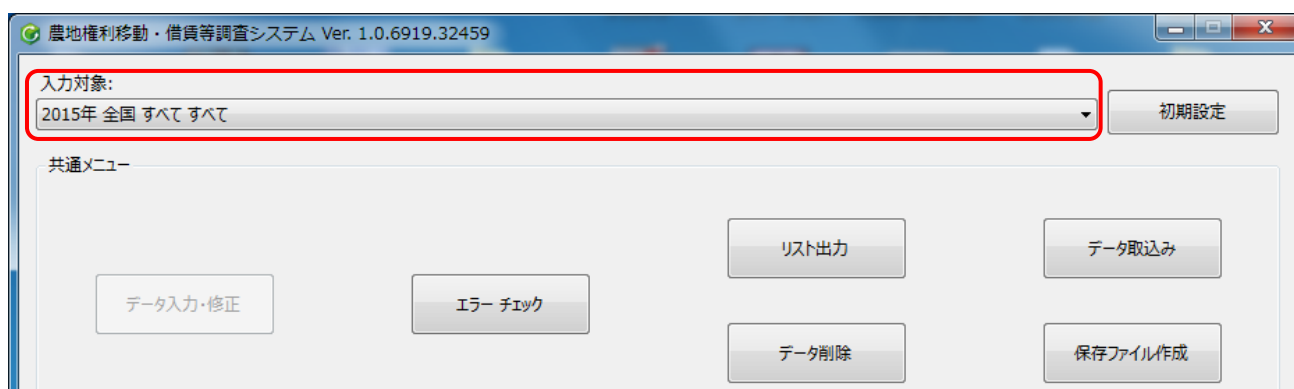 農地権利移動・借賃等調査システム Ver. 1.0.6919.32459
入力対象:
2015年 全国 すべて すべて
初期設定
共通メニュー
リスト出力
データ取込み
データ入力・修正
エラー チェック
データ削除
保存ファイル作成